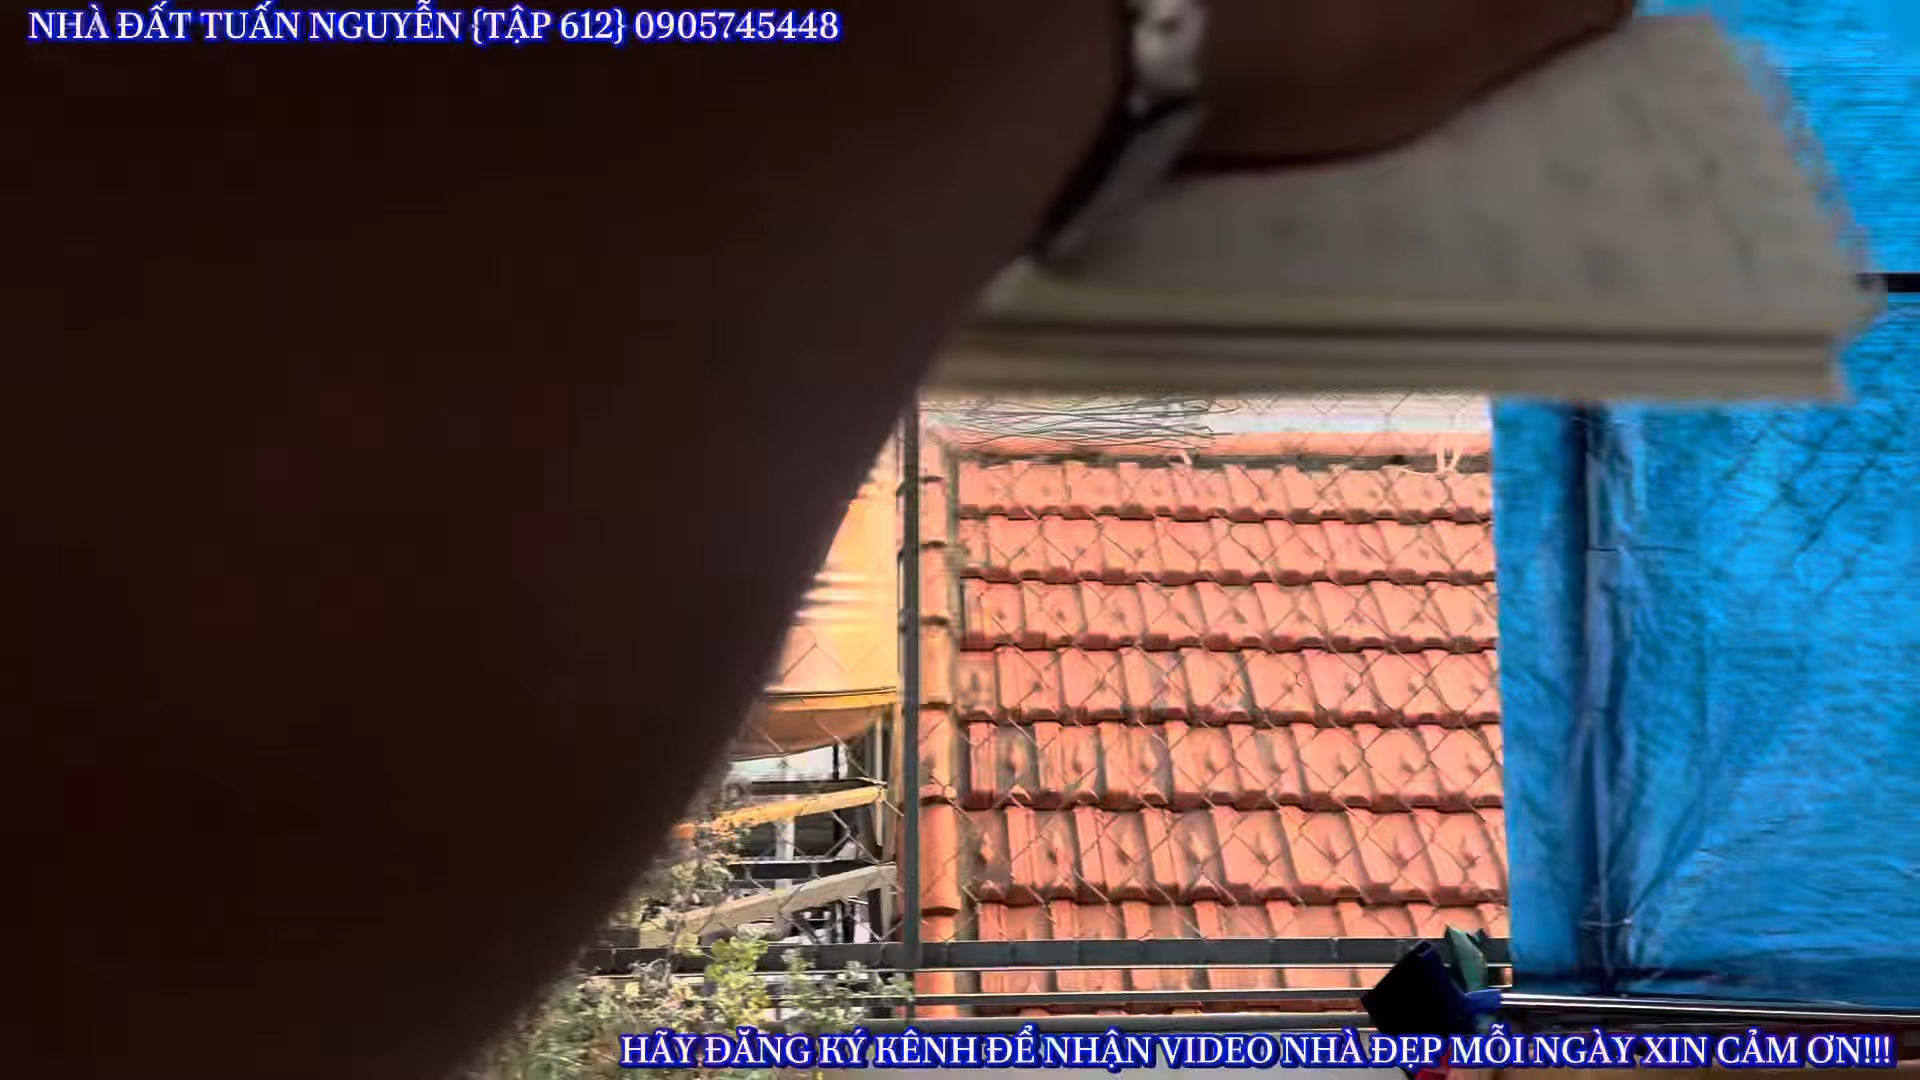 NHÀ ĐẤT TUẤN NGUYỄN {TẬP 612} 0905745448
HÃY ĐĂNG KÝ KÊNH ĐỂ NHẬN VIDEO NHÀ ĐẸP MỖI NGÀY XIN CẢM ƠN!!!